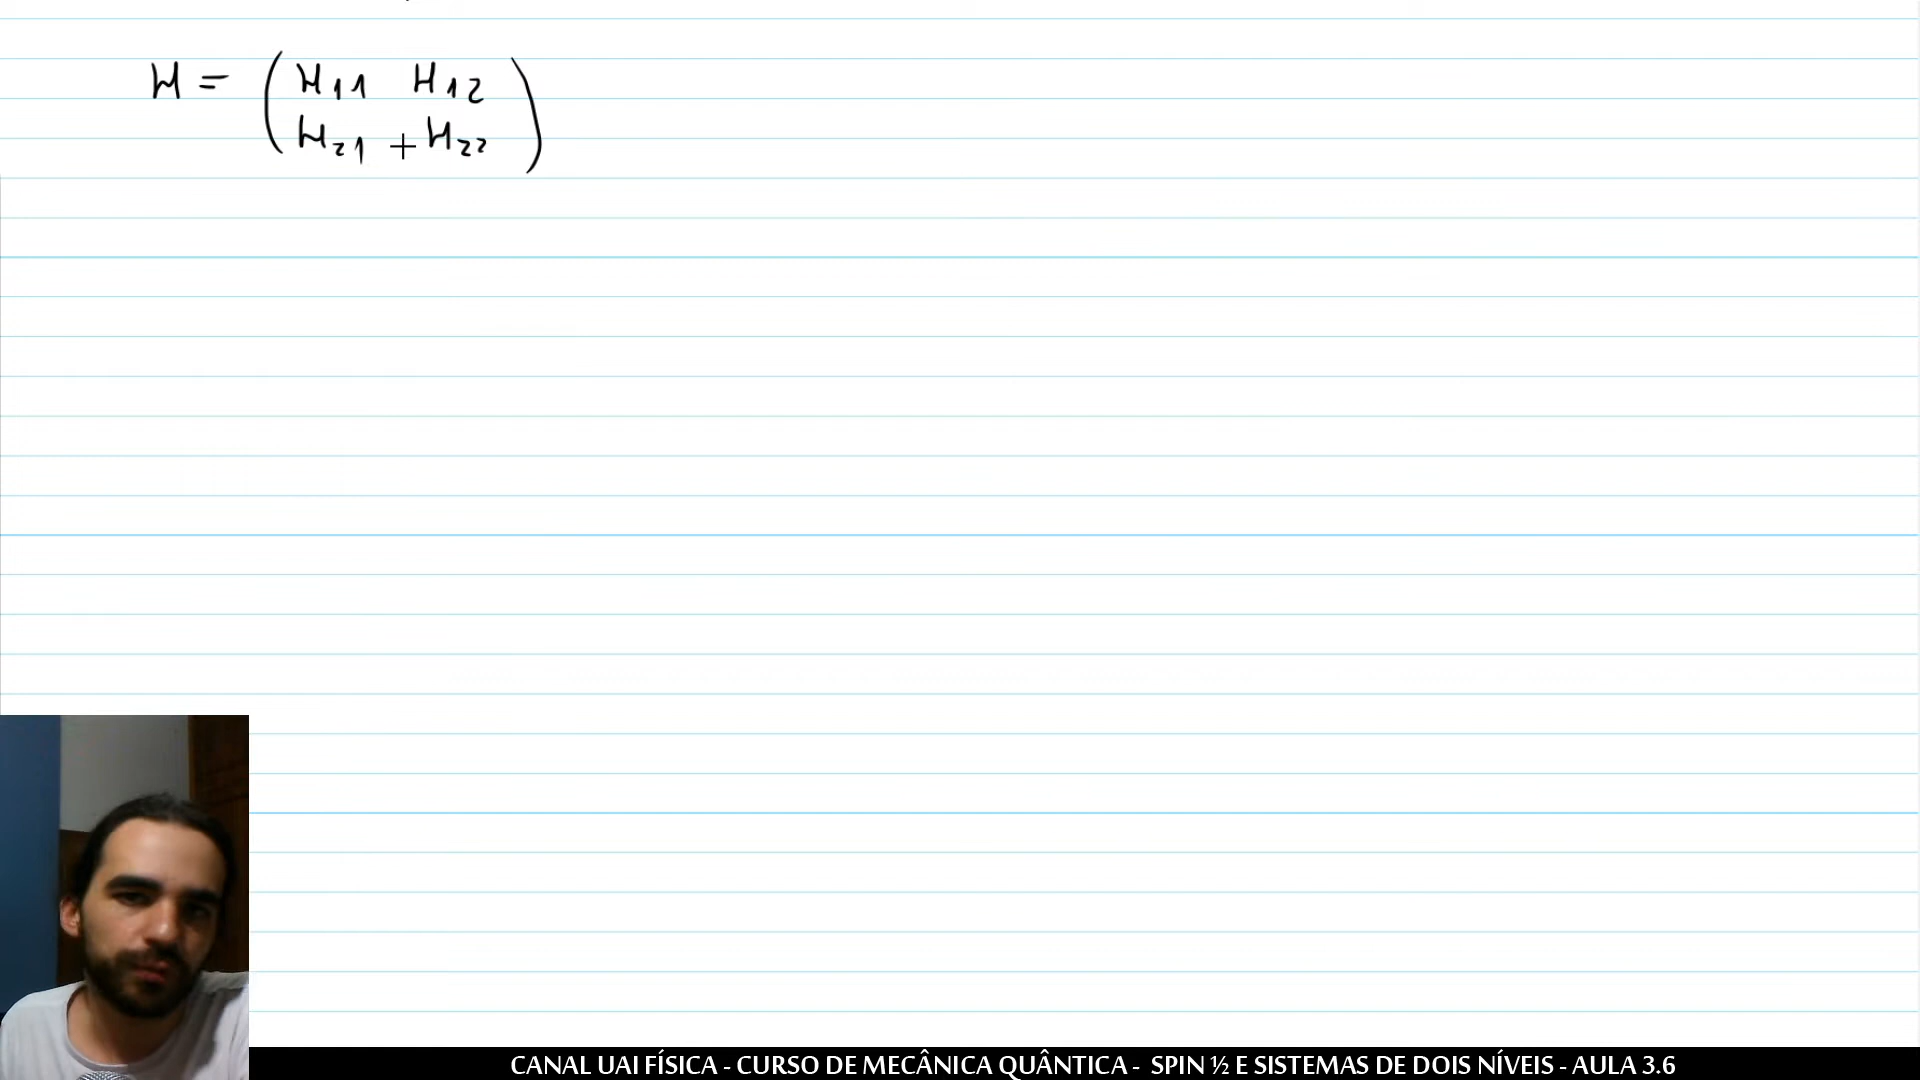 H = ( H11 H12
H21 H22 )
CANAL UAI FÍSICA - CURSO DE MECÂNICA QUÂNTICA - SPIN ½ E SISTEMAS DE DOIS NÍVEIS - AULA 3.6